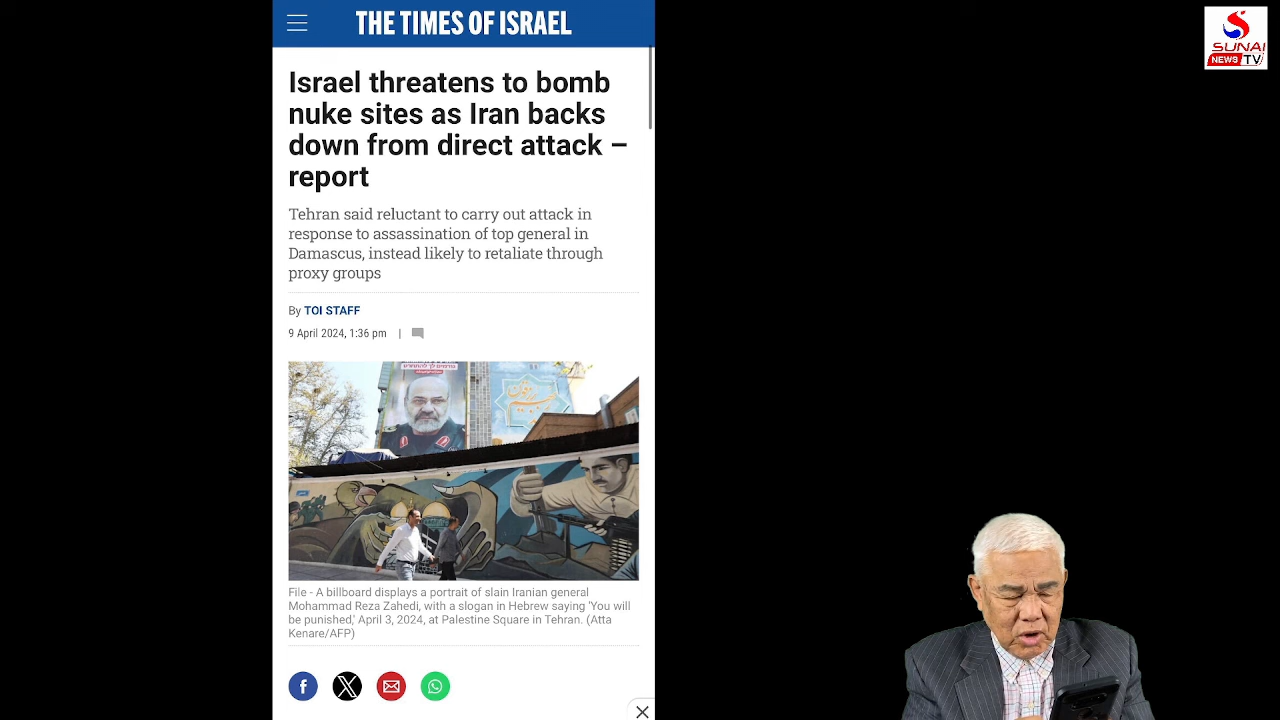 THE TIMES OF ISRAEL
SUNAI
NEWS TV
Israel threatens to bomb
nuke sites as Iran backs
down from direct attack –
report
Tehran said reluctant to carry out attack in
response to assassination of top general in
Damascus, instead likely to retaliate through
proxy groups
By TOI STAFF
9 April 2024, 1:36 pm |
File - A billboard displays a portrait of slain Iranian general
Mohammad Reza Zahedi, with a slogan in Hebrew saying 'You will
be punished,' April 3, 2024, at Palestine Square in Tehran. (Atta
Kenare/AFP)